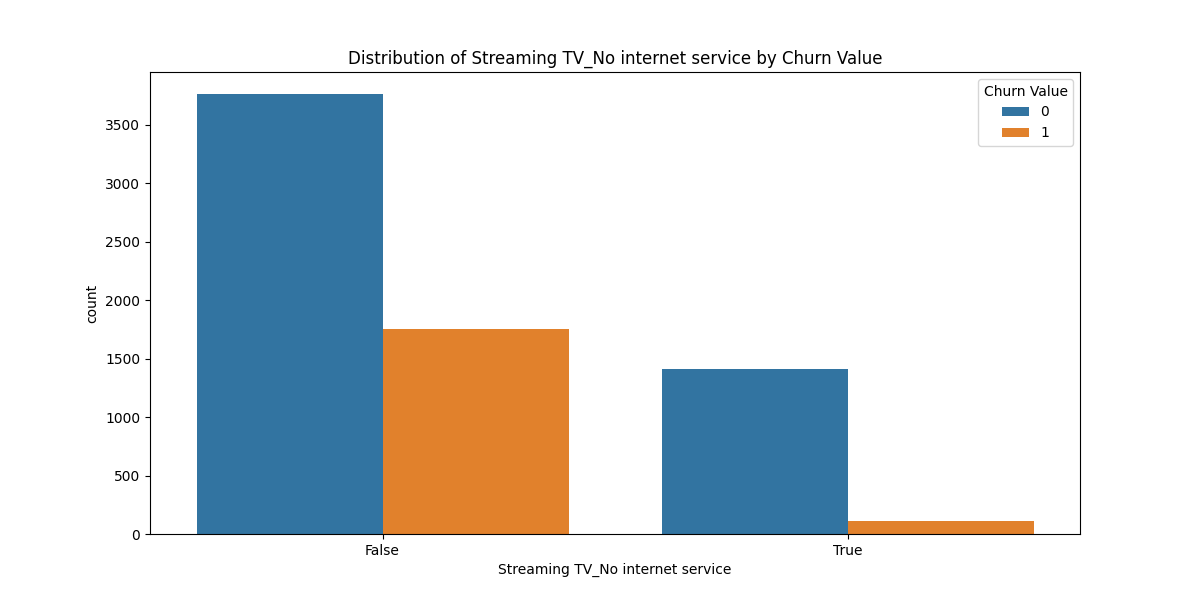 Distribution of Streaming TV_No internet service by Churn Value
Churn Value
0
1
3500
3000
2500
2000
1500
1000
500
0
count
False
True
Streaming TV_No internet service